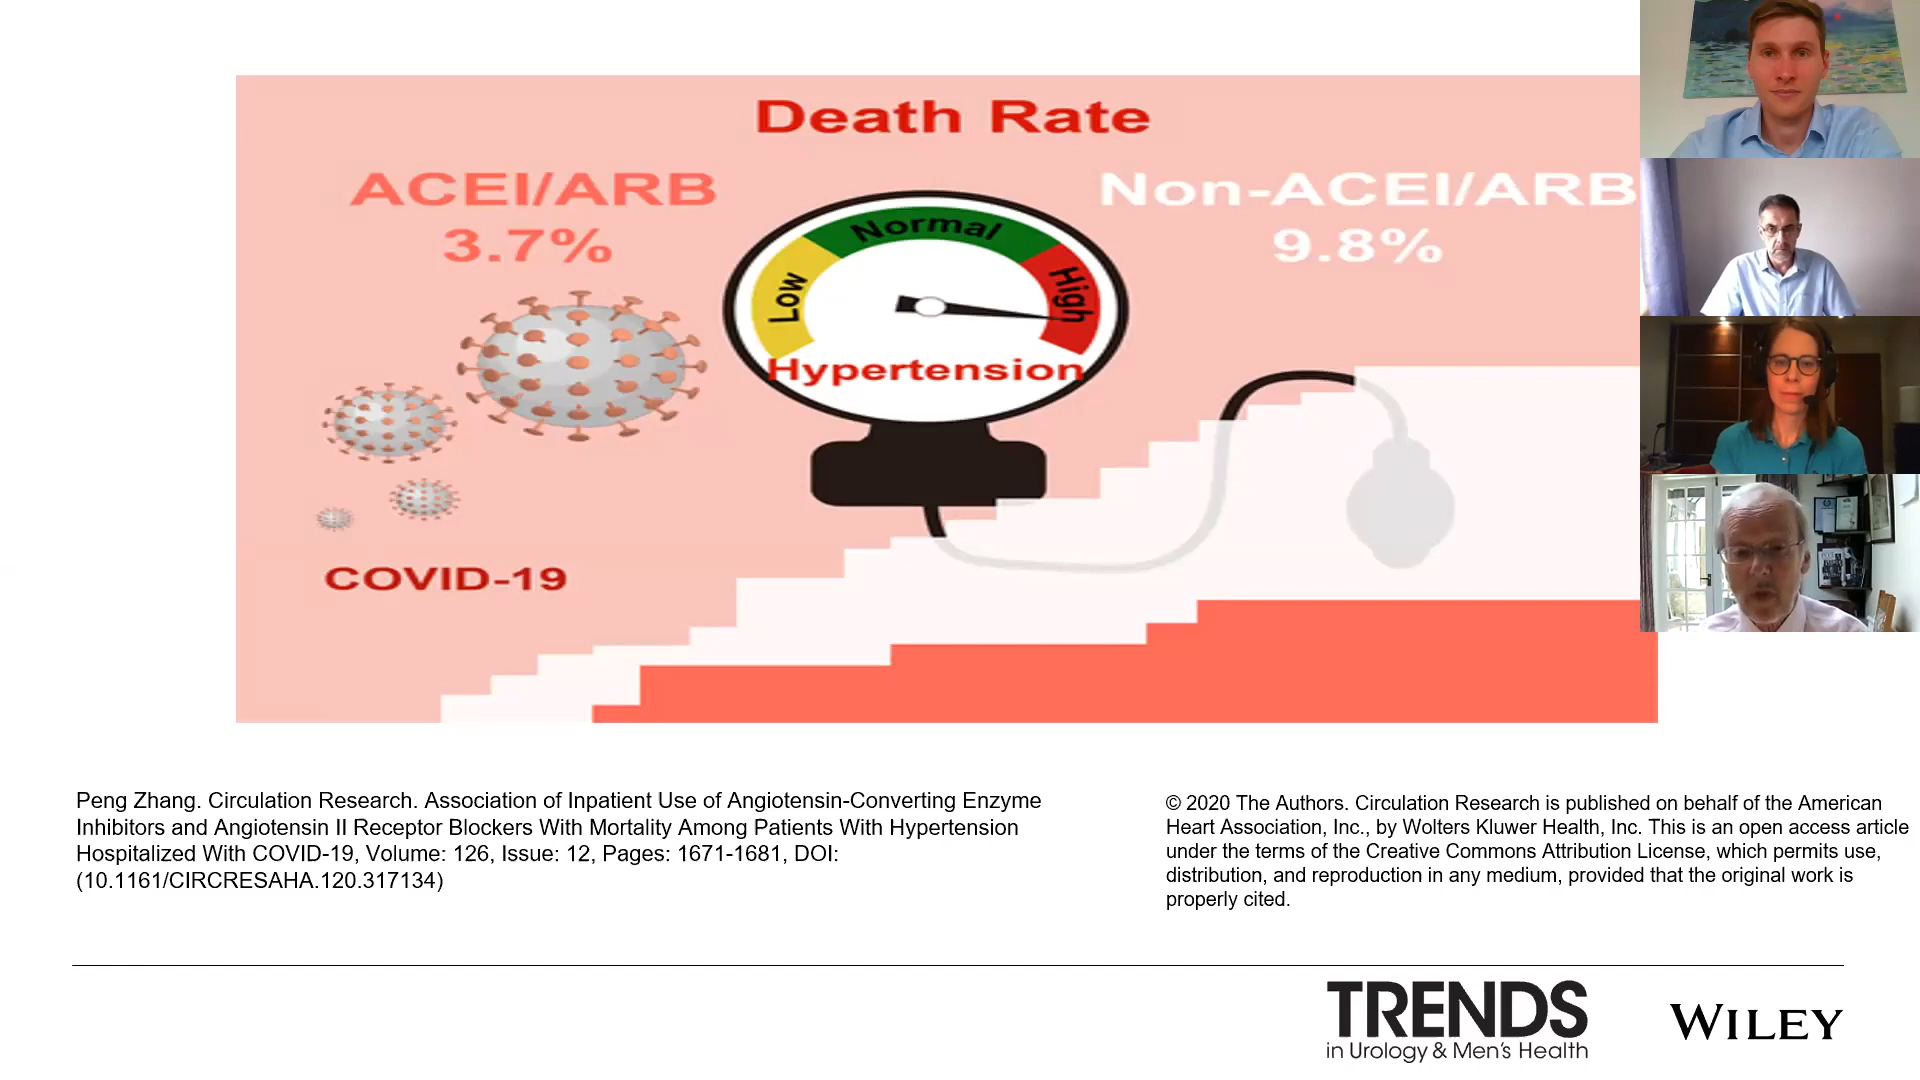 Death Rate
ACEI/ARB
3.7%
Non-ACEI/ARB
9.8%
Low
Normal
High
Hypertension
COVID-19
Peng Zhang. Circulation Research. Association of Inpatient Use of Angiotensin-Converting Enzyme
Inhibitors and Angiotensin II Receptor Blockers With Mortality Among Patients With Hypertension
Hospitalized With COVID-19, Volume: 126, Issue: 12, Pages: 1671-1681, DOI:
(10.1161/CIRCRESAHA.120.317134)
© 2020 The Authors. Circulation Research is published on behalf of the American
Heart Association, Inc., by Wolters Kluwer Health, Inc. This is an open access article
under the terms of the Creative Commons Attribution License, which permits use,
distribution, and reproduction in any medium, provided that the original work is
properly cited.
TRENDS
in Urology & Men's Health
WILEY